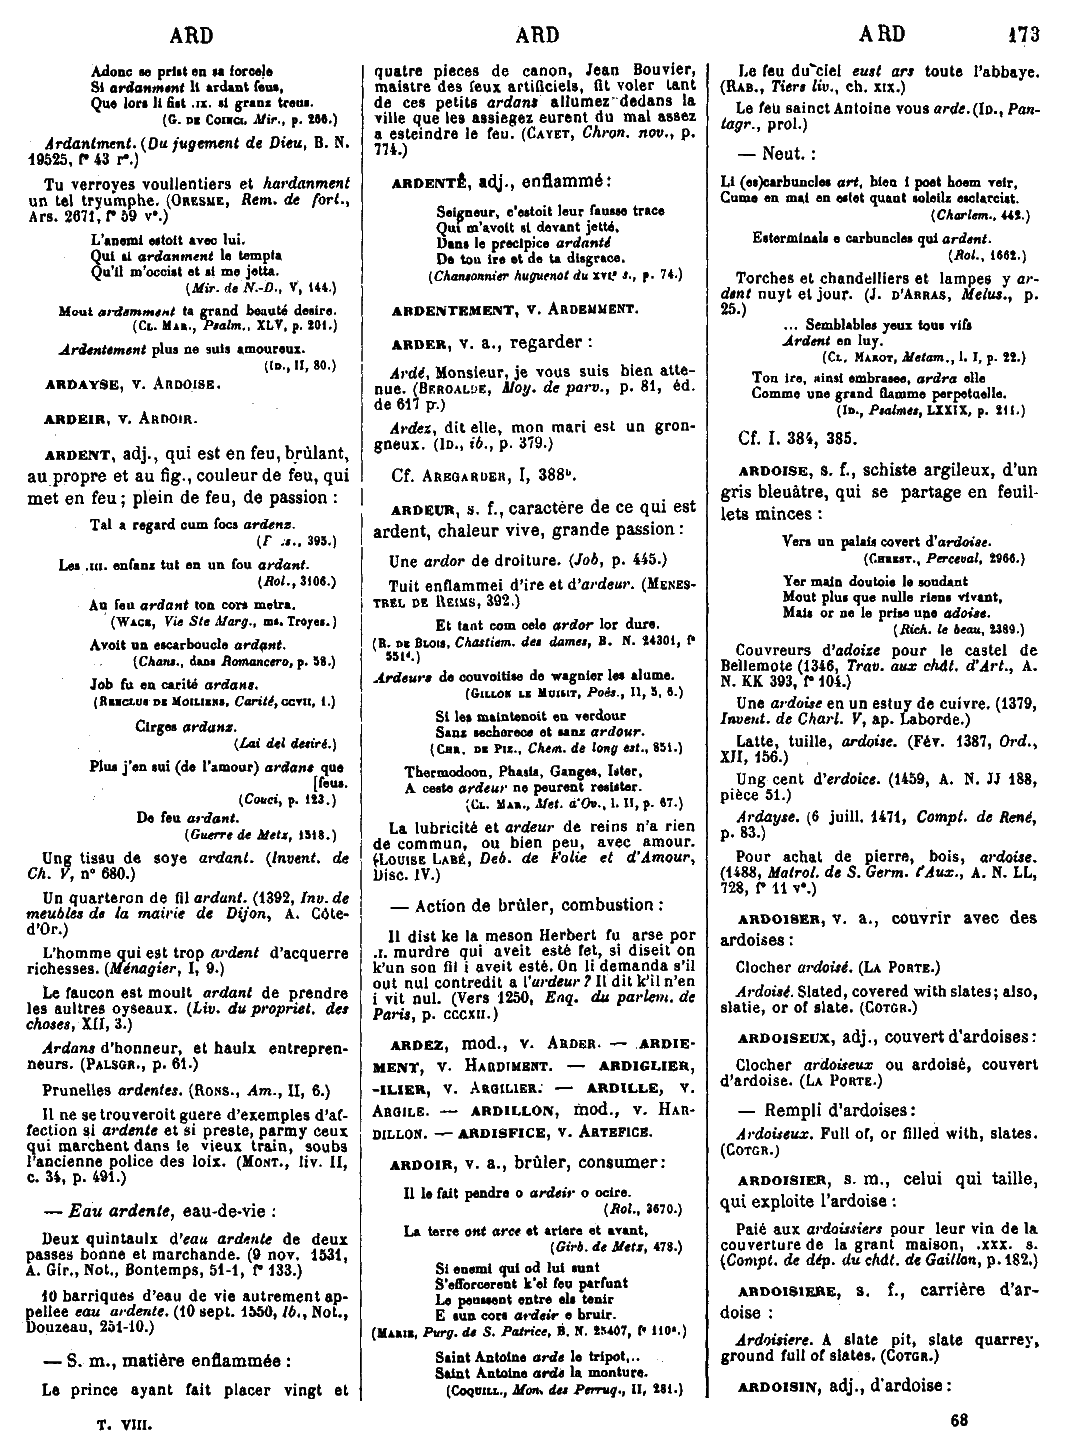 ARD
ARD
ARD 173
Adonc se prist en sa forcele
Si ardanment li ardant feus,
Que lors li fist .IX. si granz treus.
(G. DE COINCI, Mir., p. 286.)
Ardantment. (Du jugement de Dieu, B. N.
19525, f° 43 r°.)
Tu verroyes voullentiers et hardanment
un tel tryumphe. (ORESME, Rem. de fort.,
Ars. 2671, f° 59 v°.)
L'anemi estoit avec lui.
Qui si ardanment le tempta
Qu'il m'occist et si me jetta.
(Mir. de N.-D., V, 144.)
Mout ardemment ta grand beauté desire.
(CL. MAR., Psalm., XLV, p. 201.)
Ardentement plus ne suis amoureux.
(ID., II, 80.)
ARDAYSE, v. ARDOISE.
ARDEIR, v. ARDOIR.
ARDENT, adj., qui est en feu, brûlant,
au propre et au fig., couleur de feu, qui
met en feu; plein de feu, de passion :
Tal a regard cum focs ardenz.
(395.)
Les .III. enfanz tut en un fou ardant.
(Rol., 3106.)
Au feu ardant ton cors metra.
(WACE, Vie Ste Marg., ms. Troyes.)
Avoit un escarboucle ardant.
(Chans., dans Romancero, p. 58.)
Job fu en carité ardans.
(RENCLUS DE MOILIENS, Carité, CCVII, 1.)
Cirges ardanz.
(Lai del desiré.)
Plus j'en sui (de l'amour) ardans que
[feus.
(Couci, p. 123.)
De feu ardant.
(Guerre de Metz, 1518.)
Ung tissu de soye ardant. (Invent. de
Ch. V, n° 680.)
Un quarteron de fil ardant. (1392, Inv. de
meubles de la mairie de Dijon, A. Côte-
d'Or.)
L'homme qui est trop ardent d'acquerre
richesses. (Ménagier, I, 9.)
Le faucon est moult ardant de prendre
les aultres oyseaux. (Liv. du propriet. des
choses, XII, 3.)
Ardans d'honneur, et haulx entrepren-
neurs. (PALSGR., p. 61.)
Prunelles ardentes. (RONS., Am., II, 6.)
Il ne se trouveroit guere d'exemples d'af-
fection si ardente et si preste, parmy ceux
qui marchent dans le vieux train, soubs
l'ancienne police des loix. (MONT., liv. II,
c. 34, p. 491.)
— Eau ardente, eau-de-vie :
Deux quintaulx d'eau ardente de deux
passes bonne et marchande. (9 nov. 1531,
A. Gir., Not., Bontemps, 51-1, f° 133.)
10 barriques d'eau de vie autrement ap-
pellee eau ardente. (10 sept. 1550, Ib., Not.,
Douzeau, 251-10.)
— S. m., matière enflammée :
Le prince ayant fait placer vingt et
quatre pieces de canon, Jean Bouvier,
maistre des feux artificiels, fit voler tant
de ces petits ardans allumez dedans la
ville que les assiegez eurent du mal assez
a esteindre le feu. (CAYET, Chron. nov., p.
774.)
ARDENTÉ, adj., enflammé :
Seigneur, c'estoit leur fausse trace
Qui m'avoit si devant jetté,
Dans le precipice ardanté
De tou ire et de ta disgrace.
(Chansonnier huguenot du XVI° s., p. 74.)
ARDENTEMENT, v. ARDEMMENT.
ARDER, v. a., regarder :
Ardé, Monsieur, je vous suis bien atte-
nue. (BEROALDE, Moy. de parv., p. 81, éd.
de 617 p.)
Ardez, dit elle, mon mari est un gron-
gneux. (ID., ib., p. 379.)
Cf. AREGARDER, I, 388b.
ARDEUR, s. f., caractère de ce qui est
ardent, chaleur vive, grande passion :
Une ardor de droiture. (Job, p. 445.)
Tuit enflammei d'ire et d'ardeur. (MENES-
TREL DE REIMS, 392.)
Et tant com cele ardor lor dure.
(R. DE BLOIS, Chastiem. des dames, B. N. 24301, f°
551d.)
Ardeurs de couvoitise de wagnier les alume.
(GILLON LE MUISIT, Poés., II, 5, 6.)
Si les maintenoit en verdour
Sanz secherece et sanz ardour.
(CHR. DE PIZ., Chem. de long est., 851.)
Thermodoon, Phasis, Ganges, Ister,
A ceste ardeur ne peurent resister.
(CL. MAR., Met. d'Ov., l. II, p. 67.)
La lubricité et ardeur de reins n'a rien
de commun, ou bien peu, avec amour.
(LOUISE LABÉ, Deb. de Folie et d'Amour,
Disc. IV.)
— Action de brûler, combustion :
Il dist ke la meson Herbert fu arse por
.I. murdre qui aveit esté fet, si diseit on
k'un son fil i aveit esté. On li demanda s'il
out nul contredit a l'ardeur ? Il dit k'il n'en
i vit nul. (Vers 1250, Enq. du parlem. de
Paris, p. CCCXII.)
ARDEZ, mod., v. ARDER. — ARDIE-
MENT, v. HARDIMENT. — ARDIGLIER,
-ILIER, v. ARGILIER. — ARDILLE, v.
ARGILE. — ARDILLON, mod., v. HAR-
DILLON. — ARDISFICE, v. ARTEFICE.
ARDOIR, v. a., brûler, consumer :
Il le fait pendre o ardeir o ocire.
(Rol., 3670.)
La terre ont arce et ariere et avant,
(Girb. de Metz, 478.)
Si enemi qui od lui sunt
S'efforcerent k'el feu parfunt
Le peussent entre els tenir
E sun cors ardeir e bruir.
(MARIE, Purg. de S. Patrice, B. N. 25407, f° 110a.)
Saint Antoine arde le tripot,..
Saint Antoine arde la monture.
(COQUILL., Mon. des Perruq., II, 281.)
Le feu du ciel eust ars toute l'abbaye.
(RAB., Tiers liv., ch. XIX.)
Le feu sainct Antoine vous arde. (ID., Pan-
tagr., prol.)
— Neut. :
Li (es)carbuncles art, bien i poet hoem veir,
Cume en mai en estet quant soleilz esclarcist.
(Charlem., 442.)
Esterminals e carbuncles qui ardent.
(Rol., 1662.)
Torches et chandelliers et lampes y ar-
dent nuyt et jour. (J. D'ARRAS, Melus., p.
25.)
... Semblables yeux tous vifs
Ardent en luy.
(CL. MAROT, Metam., l. I, p. 22.)
Ton ire, ainsi embrasee, ardra elle
Comme une grand flamme perpetuelle.
(ID., Psalmes, LXXIX, p. 211.)
Cf. I. 384, 385.
ARDOISE, s. f., schiste argileux, d'un
gris bleuâtre, qui se partage en feuil-
lets minces :
Vers un palais covert d'ardoise.
(CHREST., Perceval, 2966.)
Yer main doutoie le soudant
Mout plus que nulle riens vivant,
Mais or ne le prise une adoise.
(Rich. le beau, 2389.)
Couvreurs d'adoize pour le castel de
Bellemote (1346, Trav. aux chât. d'Art., A.
N. KK 393, f° 104.)
Une ardoise en un estuy de cuivre. (1379,
Invent. de Charl. V, ap. Laborde.)
Latte, tuille, ardoise. (Fév. 1387, Ord.,
XII, 156.)
Ung cent d'erdoice. (1459, A. N. JJ 188,
pièce 51.)
Ardayse. (6 juill. 1471, Compt. de René,
p. 83.)
Pour achat de pierre, bois, ardoise.
(1488, Matrol. de S. Germ. l'Aux., A. N. LL,
728, f° 11 v°.)
ARDOISER, v. a., couvrir avec des
ardoises :
Clocher ardoisé. (LA PORTE.)
Ardoisé. Slated, covered with slates; also,
slatie, or of slate. (COTGR.)
ARDOISEUX, adj., couvert d'ardoises :
Clocher ardoiseux ou ardoisé, couvert
d'ardoise. (LA PORTE.)
— Rempli d'ardoises :
Ardoiseux. Full of, or filled with, slates.
(COTGR.)
ARDOISIER, s. m., celui qui taille,
qui exploite l'ardoise :
Paié aux ardoissiers pour leur vin de la
couverture de la grant maison, .XXX. s.
(Compt. de dép. du chât. de Gaillon, p. 182.)
ARDOISIERE, s. f., carrière d'ar-
doise :
Ardoisiere. A slate pit, slate quarrey,
ground full of slates. (COTGR.)
ARDOISIN, adj., d'ardoise :
T. VIII.
68